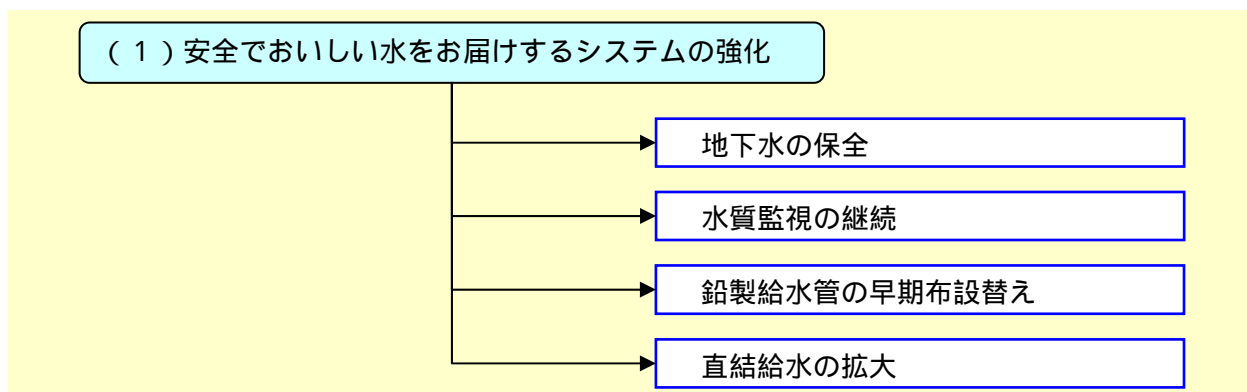 （１）安全でおいしい水をお届けするシステムの強化
地下水の保全
水質監視の継続
鉛製給水管の早期布設替え
直結給水の拡大